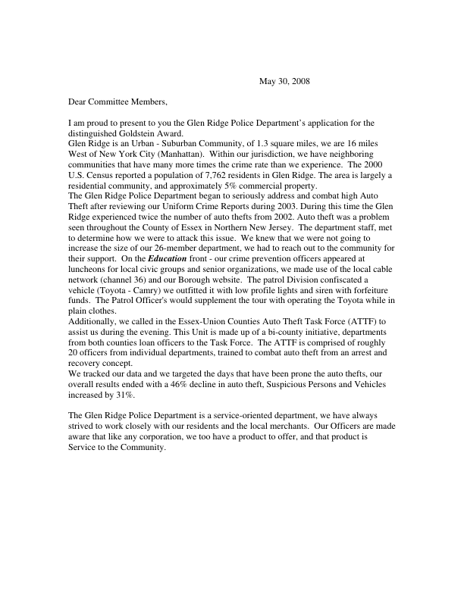 May 30, 2008
Dear Committee Members,
I am proud to present to you the Glen Ridge Police Department's application for the
distinguished Goldstein Award.
Glen Ridge is an Urban - Suburban Community, of 1.3 square miles, we are 16 miles
West of New York City (Manhattan).  Within our jurisdiction, we have neighboring
communities that have many more times the crime rate than we experience.  The 2000
U.S. Census reported a population of 7,762 residents in Glen Ridge. The area is largely a
residential community, and approximately 5% commercial property.
The Glen Ridge Police Department began to seriously address and combat high Auto
Theft after reviewing our Uniform Crime Reports during 2003. During this time the Glen
Ridge experienced twice the number of auto thefts from 2002. Auto theft was a problem
seen throughout the County of Essex in Northern New Jersey.  The department staff, met
to determine how we were to attack this issue.  We knew that we were not going to
increase the size of our 26-member department, we had to reach out to the community for
their support.  On the Education front - our crime prevention officers appeared at
luncheons for local civic groups and senior organizations, we made use of the local cable
network (channel 36) and our Borough website.  The patrol Division confiscated a
vehicle (Toyota - Camry) we outfitted it with low profile lights and siren with forfeiture
funds.  The Patrol Officer's would supplement the tour with operating the Toyota while in
plain clothes.
Additionally, we called in the Essex-Union Counties Auto Theft Task Force (ATTF) to
assist us during the evening. This Unit is made up of a bi-county initiative, departments
from both counties loan officers to the Task Force.  The ATTF is comprised of roughly
20 officers from individual departments, trained to combat auto theft from an arrest and
recovery concept.
We tracked our data and we targeted the days that have been prone the auto thefts, our
overall results ended with a 46% decline in auto theft, Suspicious Persons and Vehicles
increased by 31%.
The Glen Ridge Police Department is a service-oriented department, we have always
strived to work closely with our residents and the local merchants.  Our Officers are made
aware that like any corporation, we too have a product to offer, and that product is
Service to the Community.